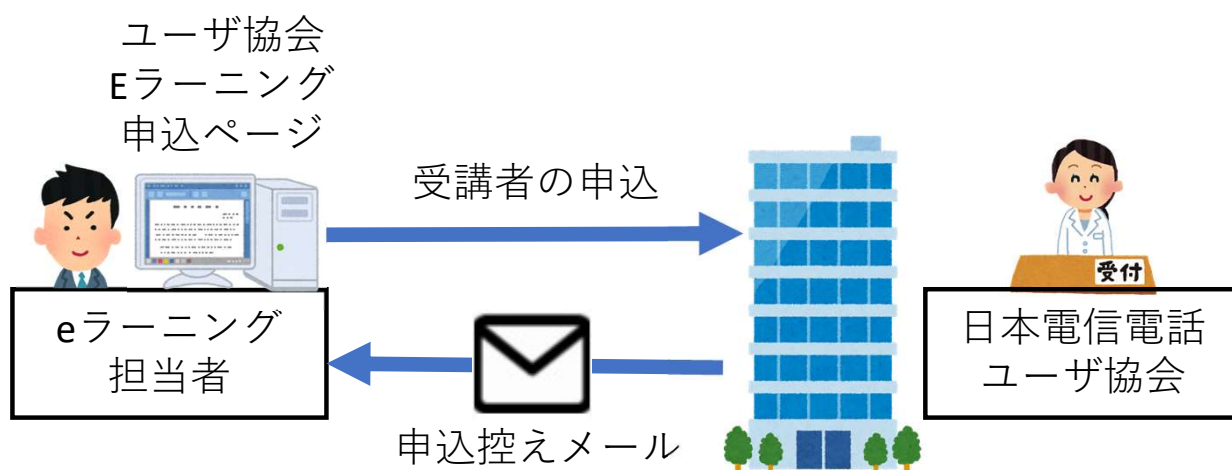 ユーザ協会
Eラーニング
申込ページ
受講者の申込
受付
eラーニング
担当者
日本電信電話
ユーザ協会
申込控えメール